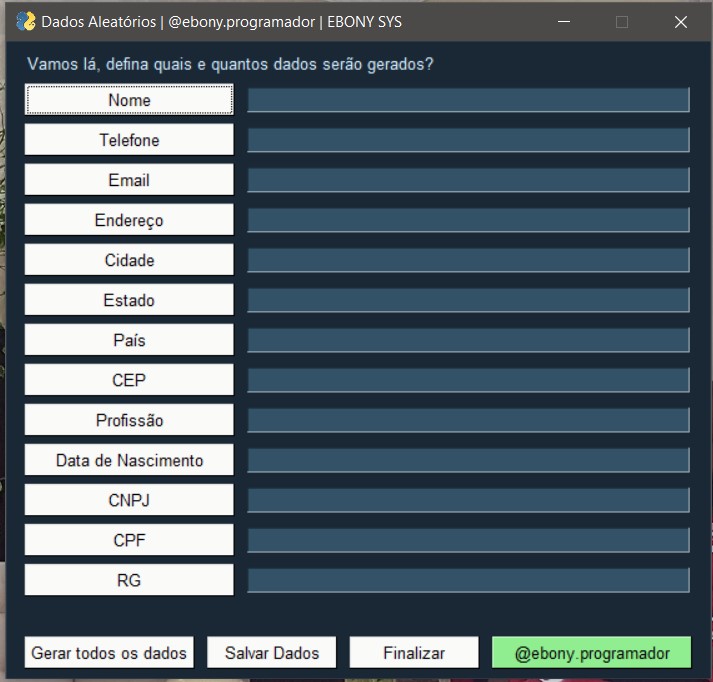 Dados Aleatórios | @ebony.programador | EBONY SYS
Vamos lá, defina quais e quantos dados serão gerados?
Nome
Telefone
Email
Endereço
Cidade
Estado
País
CEP
Profissão
Data de Nascimento
CNPJ
CPF
RG
Gerar todos os dados Salvar Dados Finalizar @ebony.programador